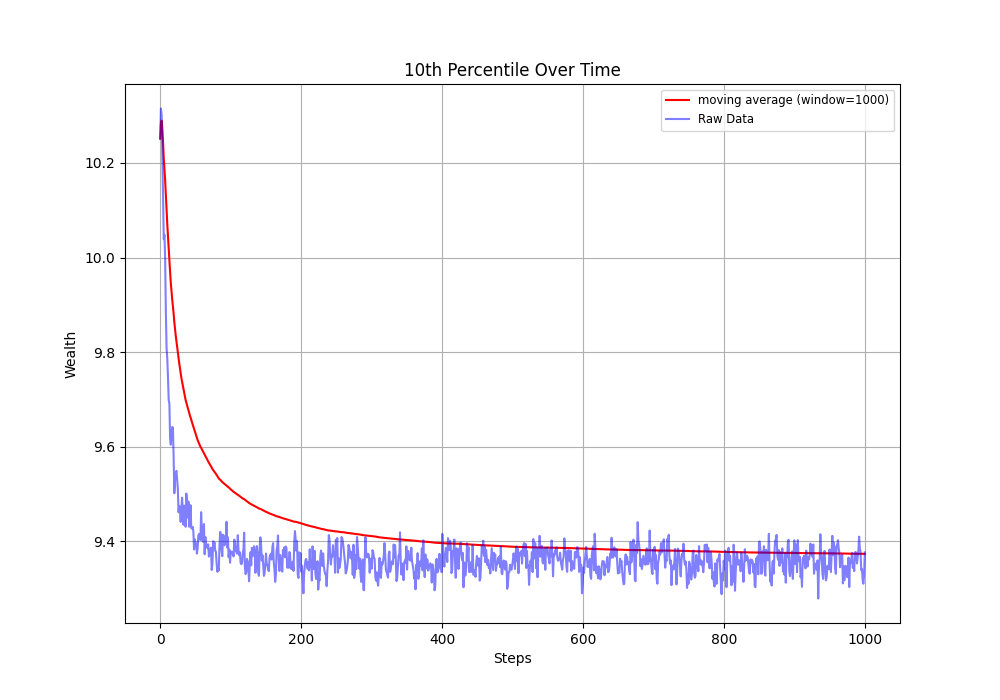 10th Percentile Over Time
moving average (window=1000)
Raw Data
Wealth
10.2
10.0
9.8
9.6
9.4
0 200 400 600 800 1000
Steps